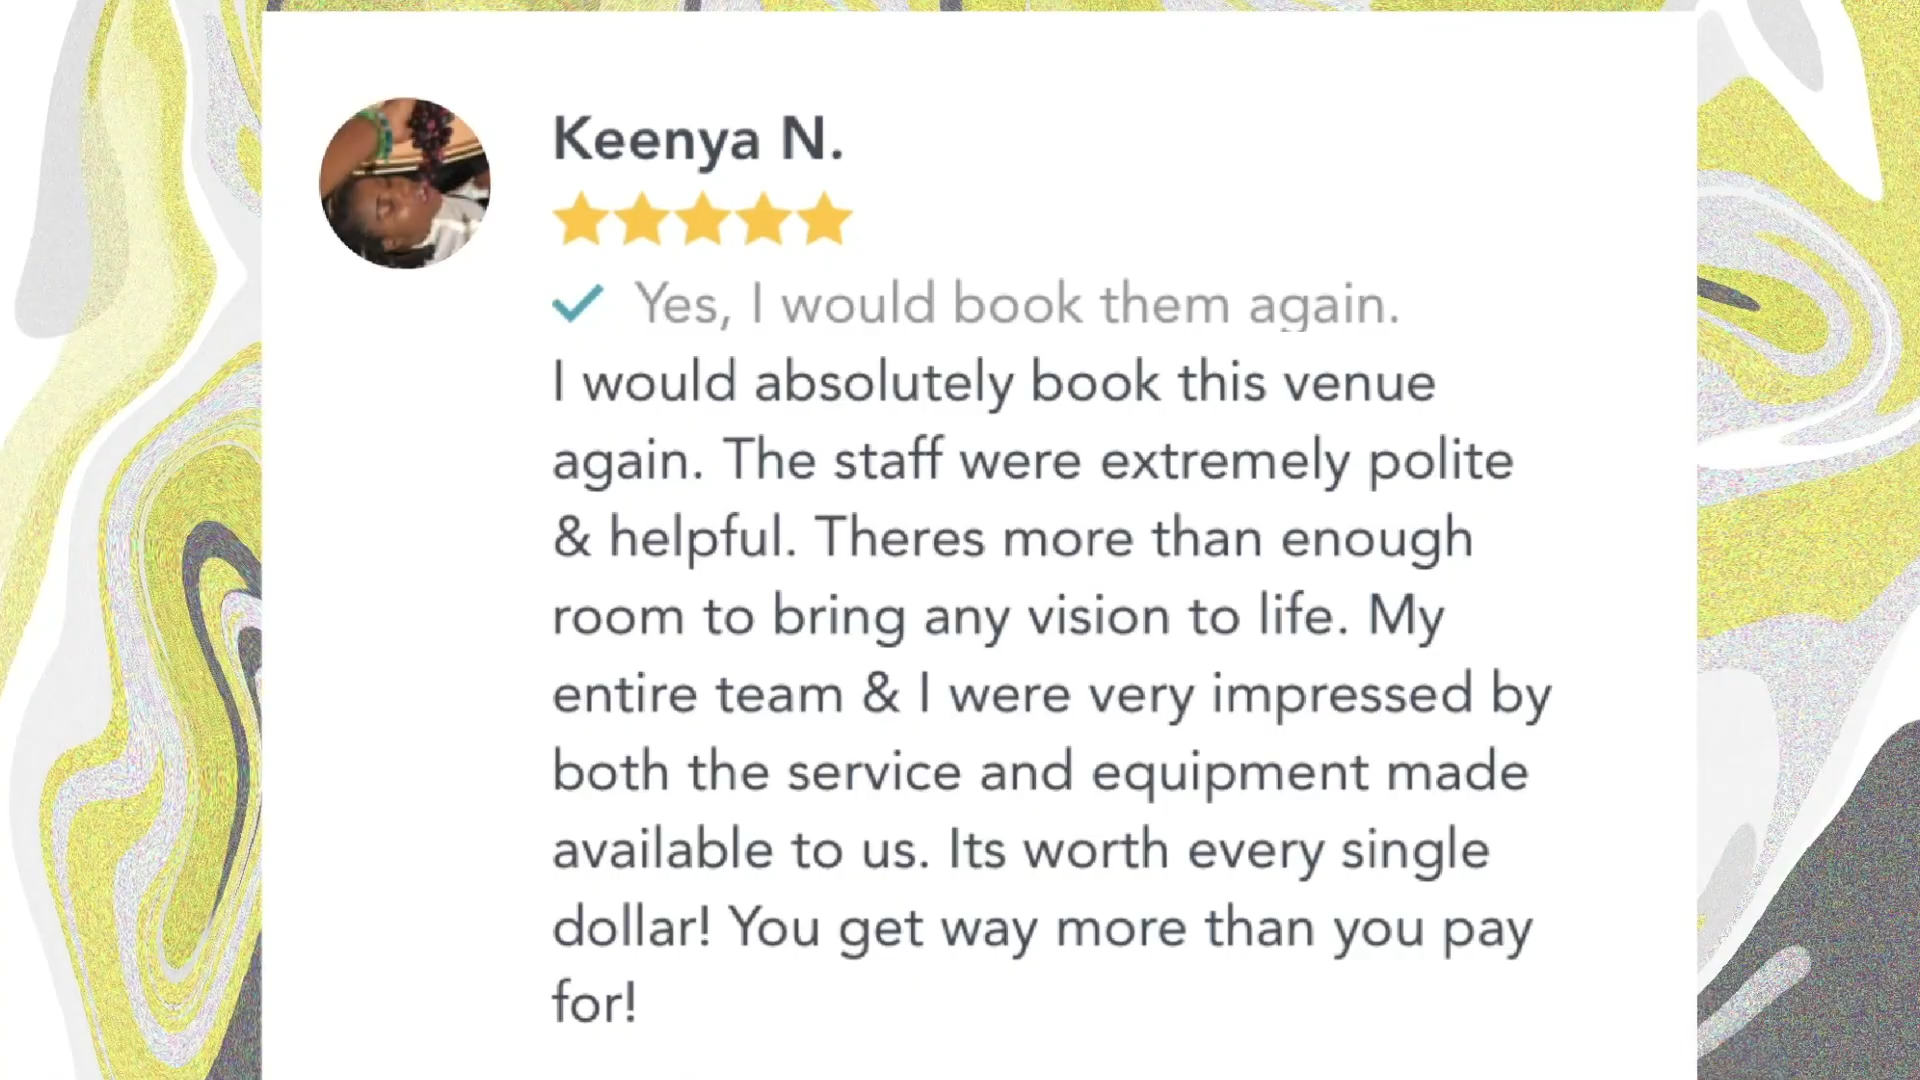 Keenya N.
Yes, I would book them again.
I would absolutely book this venue
again. The staff were extremely polite
& helpful. Theres more than enough
room to bring any vision to life. My
entire team & I were very impressed by
both the service and equipment made
available to us. Its worth every single
dollar! You get way more than you pay
for!